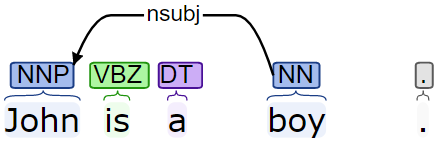 nsubj
NNP VBZ DT NN .
John is a boy .